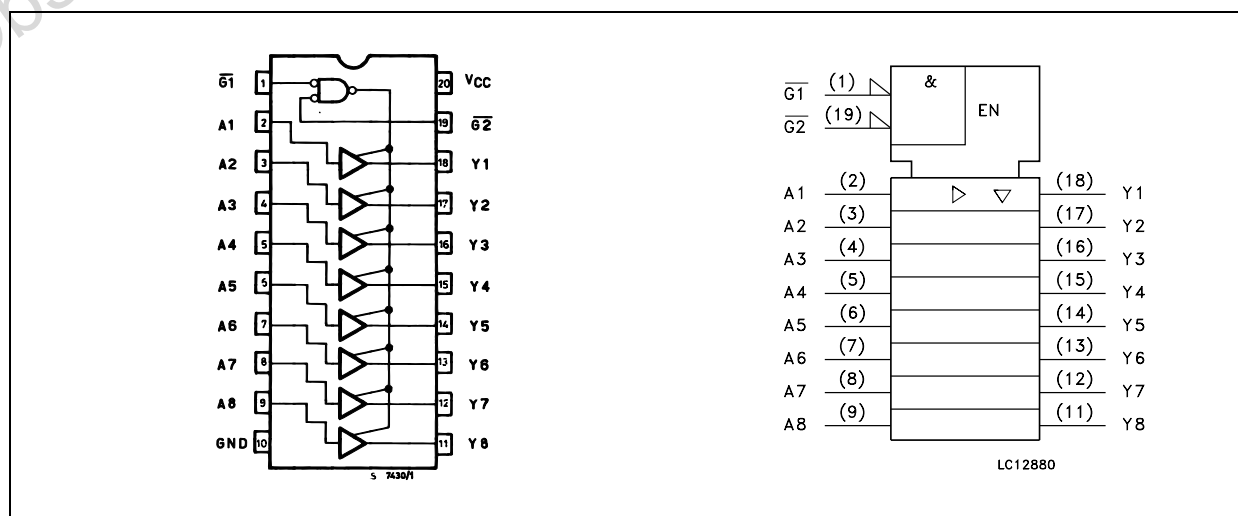 G1 1 20 VCC
A1 2 19 G2
A2 3 18 Y1
A3 4 17 Y2
A4 5 16 Y3
A5 6 15 Y4
A6 7 14 Y5
A7 8 13 Y6
A8 9 12 Y7
GND 10 11 Y8
S 7430/1
G1 (1) & EN
G2 (19)
A1 (2) (18) Y1
A2 (3) (17) Y2
A3 (4) (16) Y3
A4 (5) (15) Y4
A5 (6) (14) Y5
A6 (7) (13) Y6
A7 (8) (12) Y7
A8 (9) (11) Y8
LC12880